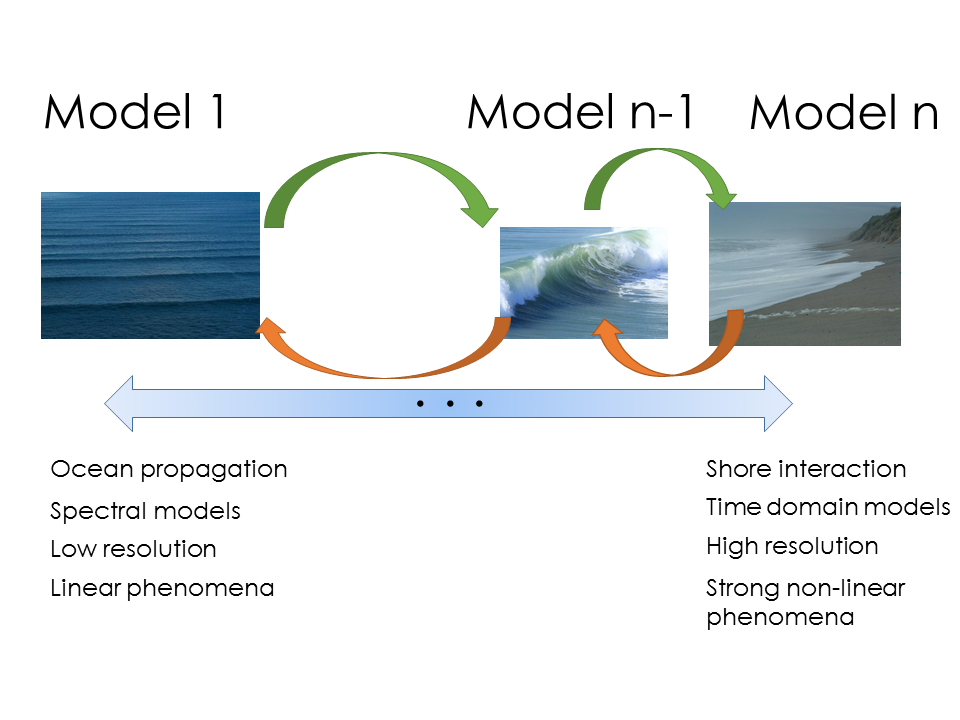 Model 1
Model n-1
Model n
. . .
Ocean propagation
Spectral models
Low resolution
Linear phenomena
Shore interaction
Time domain models
High resolution
Strong non-linear
phenomena